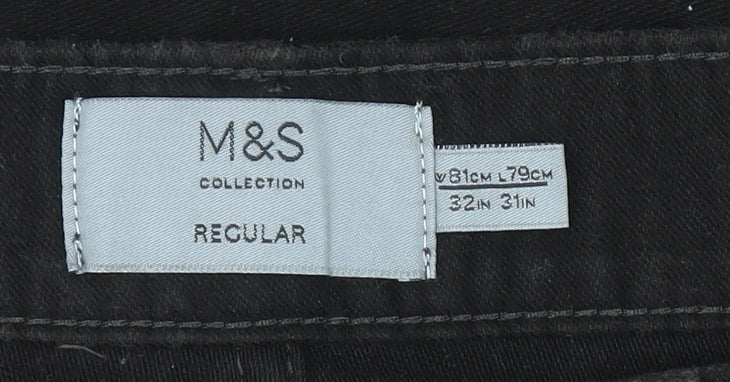 M&S
COLLECTION
REGULAR
W81CM L79CM
32IN 31IN